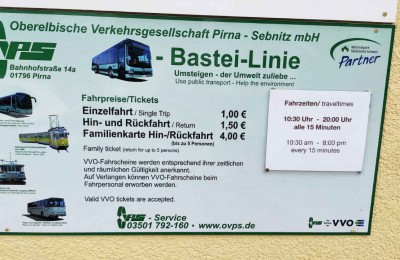 Oberelbische Verkehrsgesellschaft Pirna - Sebnitz mbH
OVPS
Bahnhofstraße 14a
01796 Pirna
- Bastei-Linie
Umsteigen - der Umwelt zuliebe ...
Use public transport - Help the environment!
Nationalpark
Sächsische Schweiz
Partner
Fahrpreise/Tickets
Einzelfahrt / Single Trip 1,00 €
Hin- und Rückfahrt / Return 1,50 €
Familienkarte Hin-/Rückfahrt 4,00 €
(bis zu 5 Personen)
Family ticket (return for up to 5 persons)
VVO-Fahrscheine werden entsprechend ihrer zeitlichen
und räumlichen Gültigkeit anerkannt.
Auf Verlangen können VVO-Fahrscheine beim
Fahrpersonal erworben werden.
Valid VVO tickets are accepted.
OVPS - Service
03501 792-160 • www.ovps.de
Fahrzeiten/ traveltimes
10:30 Uhr - 20:00 Uhr
alle 15 Minuten
10:30 am - 8:00 pm
every 15 minutes
OVPS VVO